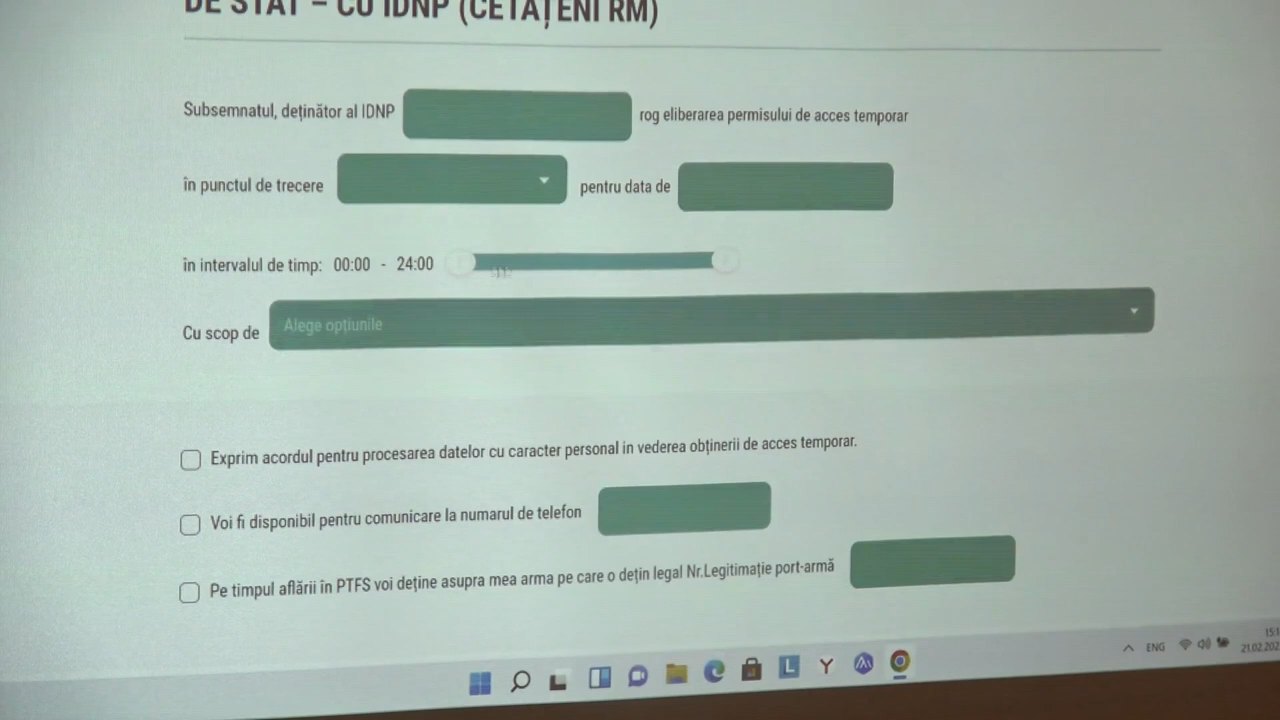 DE STAT – CU IDNP (CETĂȚENI RM)
Subsemnatul, deținător al IDNP rog eliberarea permisului de acces temporar
în punctul de trecere pentru data de
în intervalul de timp: 00:00 - 24:00
Cu scop de Alege opțiunile
Exprim acordul pentru procesarea datelor cu caracter personal in vederea obținerii de acces temporar.
Voi fi disponibil pentru comunicare la numarul de telefon
Pe timpul aflării în PTFS voi deține asupra mea arma pe care o dețin legal Nr.Legitimație port-armă
ENG